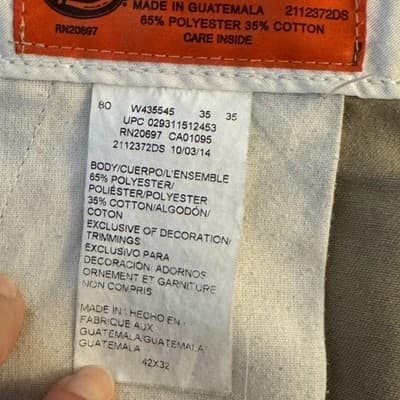 MADE IN GUATEMALA 2112372DS
65% POLYESTER 35% COTTON
RN20697 CARE INSIDE
80 W435545 35 35
UPC 029311512453
RN20697 CA01095
2112372DS 10/03/14
BODY/CUERPO/L'ENSEMBLE
65% POLYESTER/
POLIÉSTER/POLYESTER
35% COTTON/ALGODÓN/
COTON
EXCLUSIVE OF DECORATION/
TRIMMINGS
EXCLUSIVO PARA
DECORACIÓN/ ADORNOS
ORNEMENT ET GARNITURE
NON COMPRIS
MADE IN / HECHO EN /
FABRIQUE AUX
GUATEMALA/GUATEMALA/
GUATEMALA
42X32